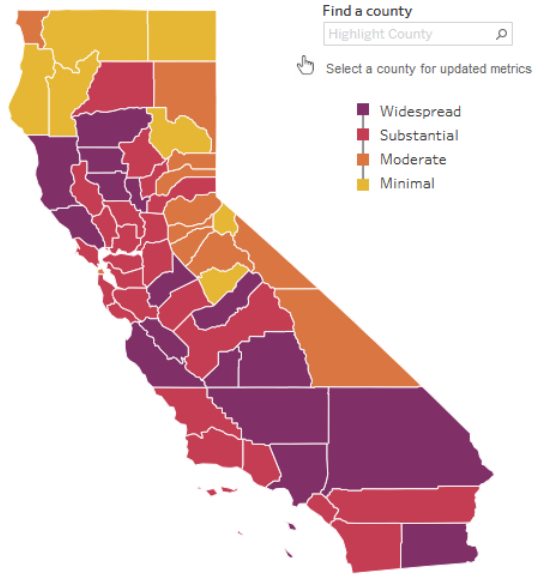 Find a county
Highlight County
Select a county for updated metrics
Widespread
Substantial
Moderate
Minimal